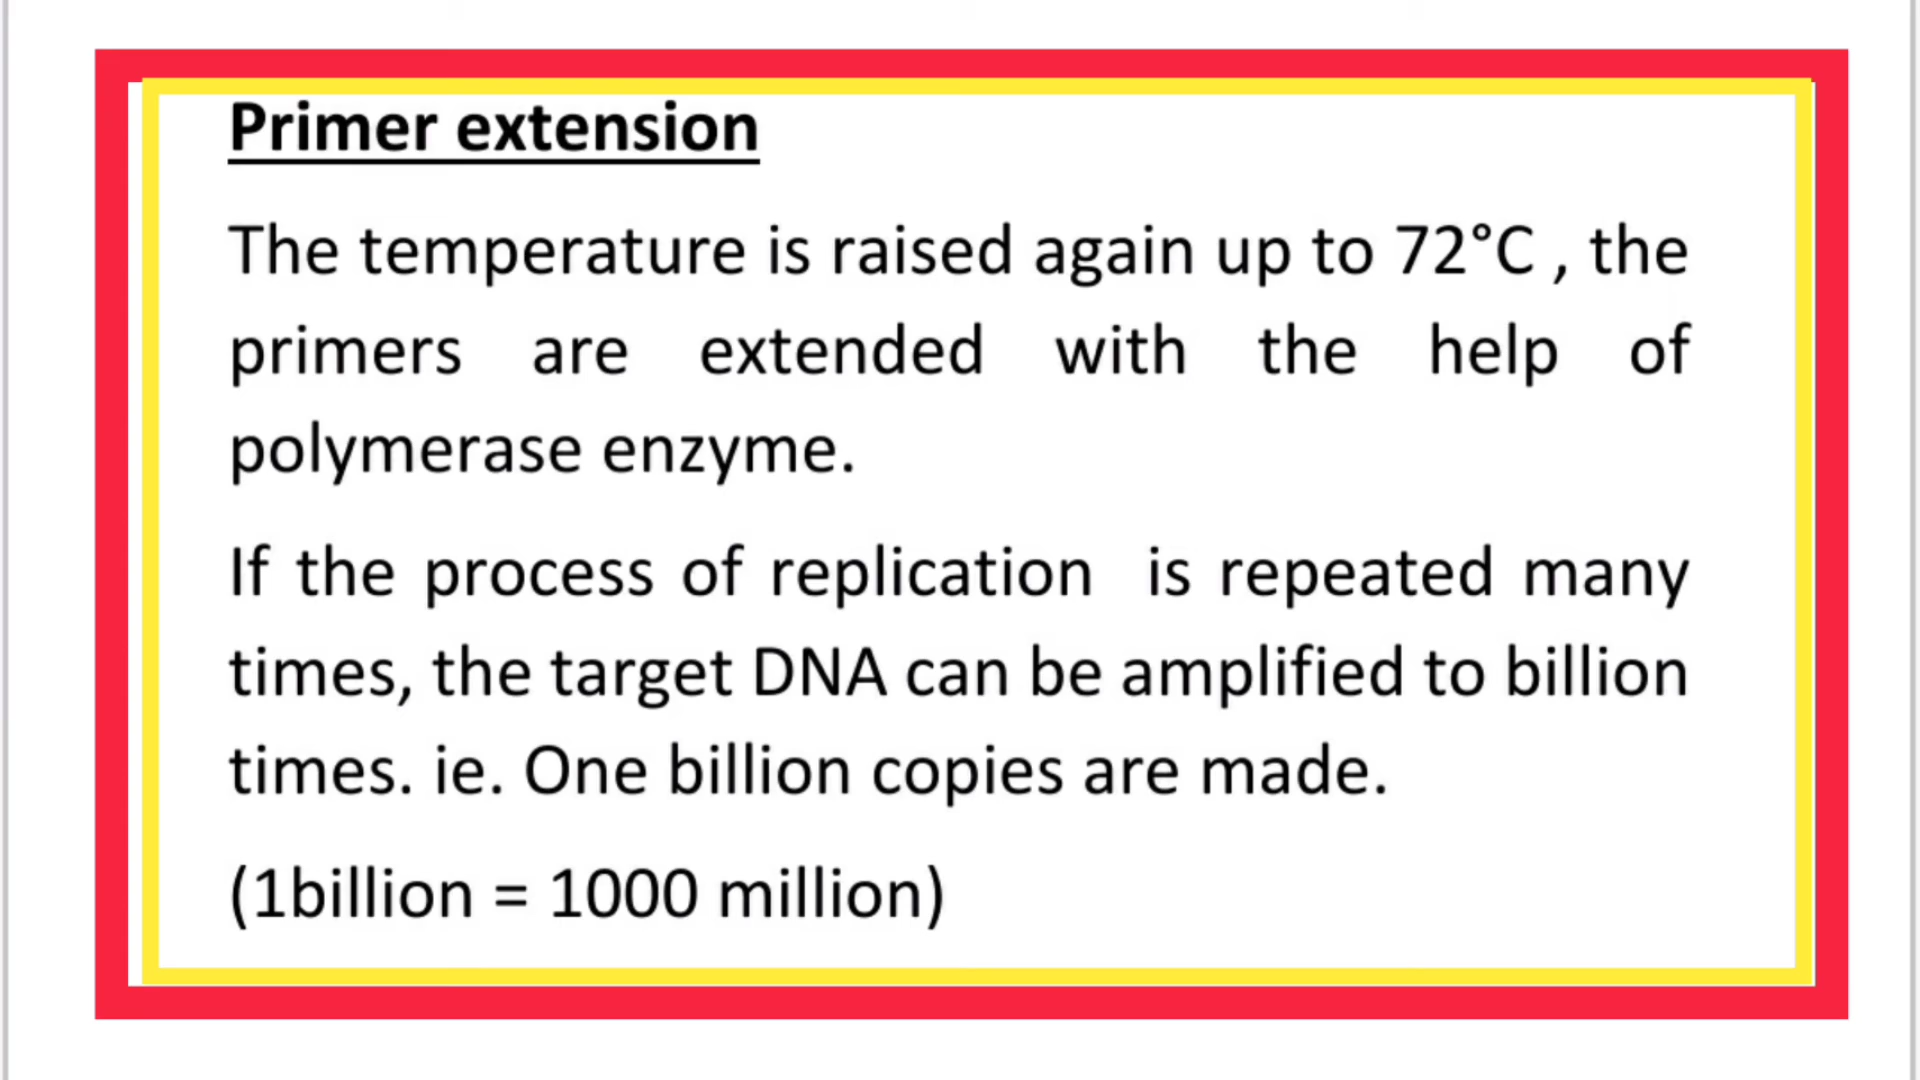 Primer extension
The temperature is raised again up to 72°C , the
primers are extended with the help of
polymerase enzyme.
If the process of replication  is repeated many
times, the target DNA can be amplified to billion
times. ie. One billion copies are made.
(1billion = 1000 million)